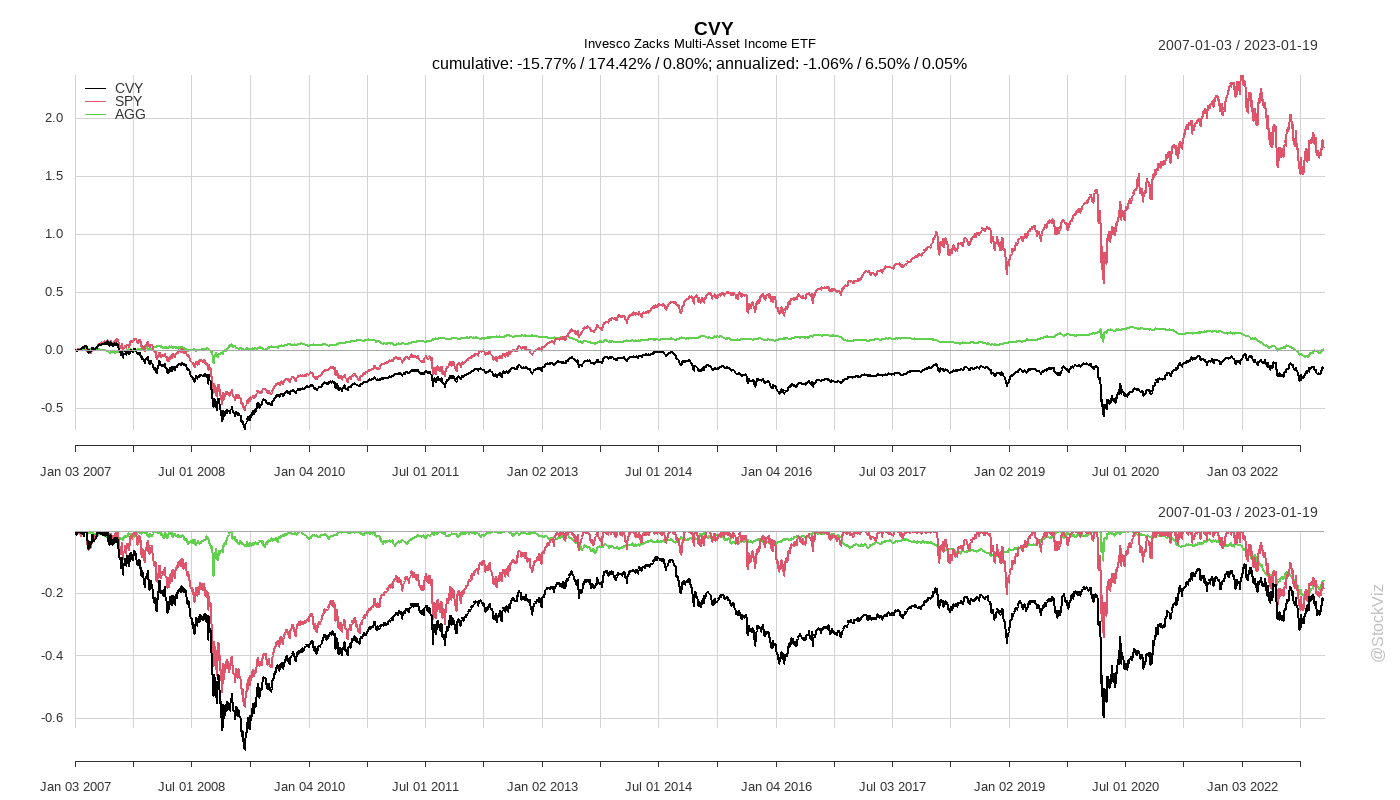 CVY
Invesco Zacks Multi-Asset Income ETF
2007-01-03 / 2023-01-19
cumulative: -15.77% / 174.42% / 0.80%; annualized: -1.06% / 6.50% / 0.05%
CVY
SPY
AGG
2.0
1.5
1.0
0.5
0.0
-0.5
Jan 03 2007 Jul 01 2008 Jan 04 2010 Jul 01 2011 Jan 02 2013 Jul 01 2014 Jan 04 2016 Jul 03 2017 Jan 02 2019 Jul 01 2020 Jan 03 2022
2007-01-03 / 2023-01-19
-0.2
-0.4
-0.6
Jan 03 2007 Jul 01 2008 Jan 04 2010 Jul 01 2011 Jan 02 2013 Jul 01 2014 Jan 04 2016 Jul 03 2017 Jan 02 2019 Jul 01 2020 Jan 03 2022
@StockViz